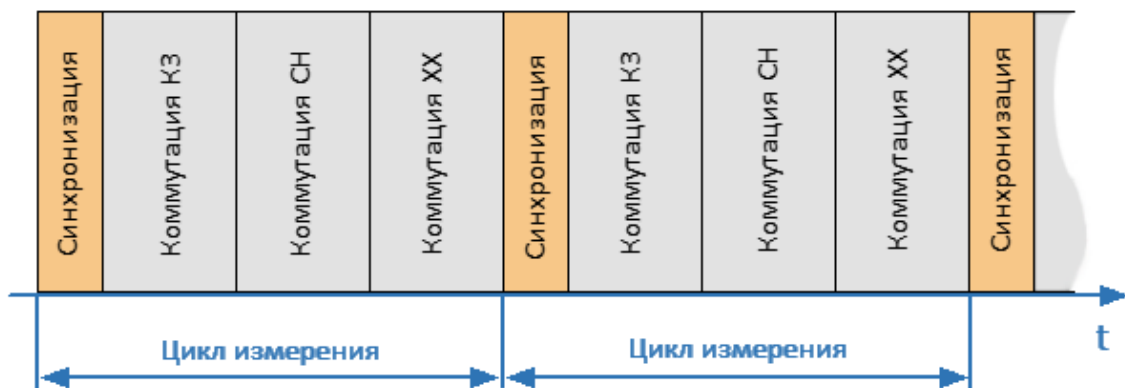 Синхронизация
Коммутация КЗ
Коммутация СН
Коммутация ХХ
Синхронизация
Коммутация КЗ
Коммутация СН
Коммутация ХХ
Синхронизация
t
Цикл измерения
Цикл измерения